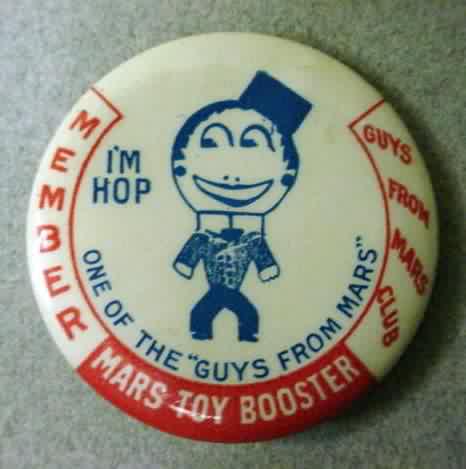 MEMBER
I'M
HOP
GUYS FROM MARS CLUB
ONE OF THE "GUYS FROM MARS"
MARS TOY BOOSTER